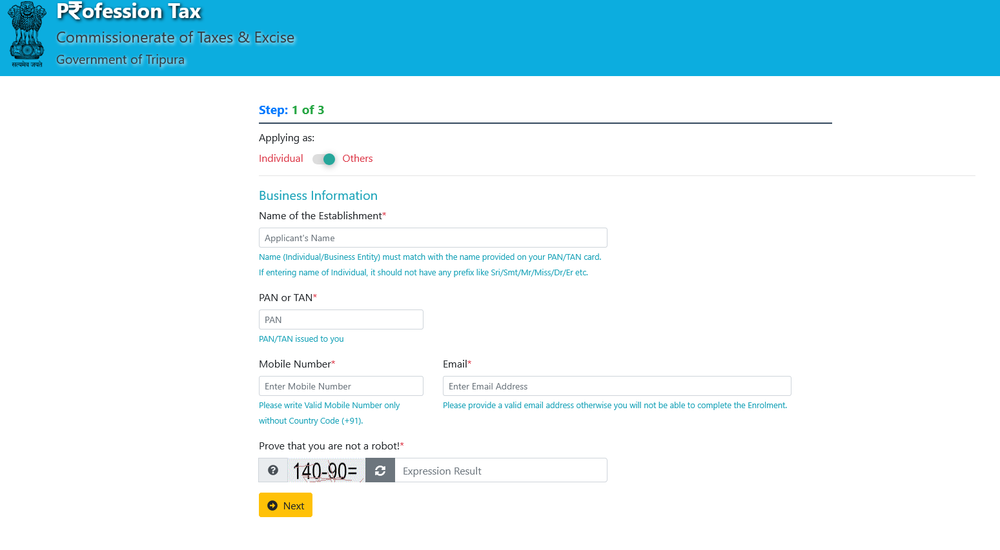 P₹ofession Tax
Commissionerate of Taxes & Excise
Government of Tripura
सत्यमेव जयते
Step: 1 of 3
Applying as:
Individual Others
Business Information
Name of the Establishment*
Applicant's Name
Name (Individual/Business Entity) must match with the name provided on your PAN/TAN card.
If entering name of Individual, it should not have any prefix like Sri/Smt/Mr/Miss/Dr/Er etc.
PAN or TAN*
PAN
PAN/TAN issued to you
Mobile Number* Email*
Enter Mobile Number Enter Email Address
Please write Valid Mobile Number only Please provide a valid email address otherwise you will not be able to complete the Enrolment.
without Country Code (+91).
Prove that you are not a robot!*
140-90= Expression Result
Next